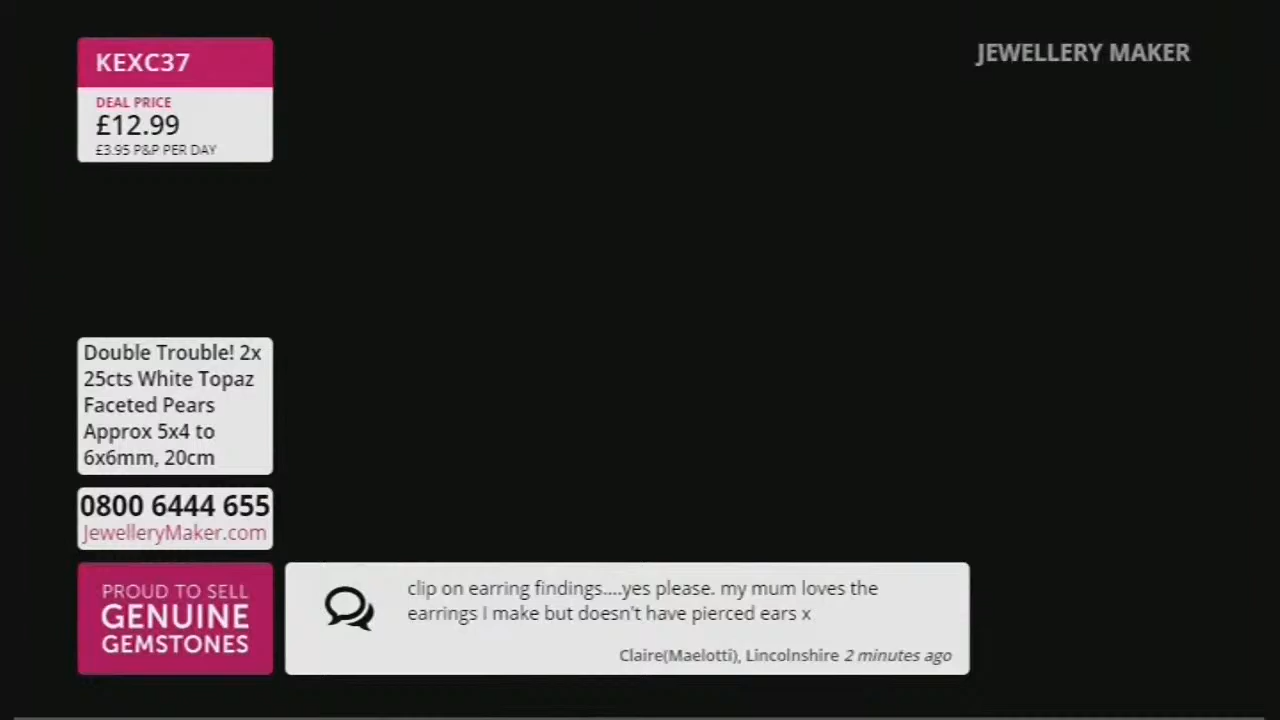 KEXC37
DEAL PRICE
£12.99
£3.95 P&P PER DAY
JEWELLERY MAKER
Double Trouble! 2x
25cts White Topaz
Faceted Pears
Approx 5x4 to
6x6mm, 20cm
0800 6444 655
JewelleryMaker.com
PROUD TO SELL
GENUINE
GEMSTONES
clip on earring findings....yes please. my mum loves the
earrings I make but doesn't have pierced ears x
Claire(Maelotti), Lincolnshire 2 minutes ago